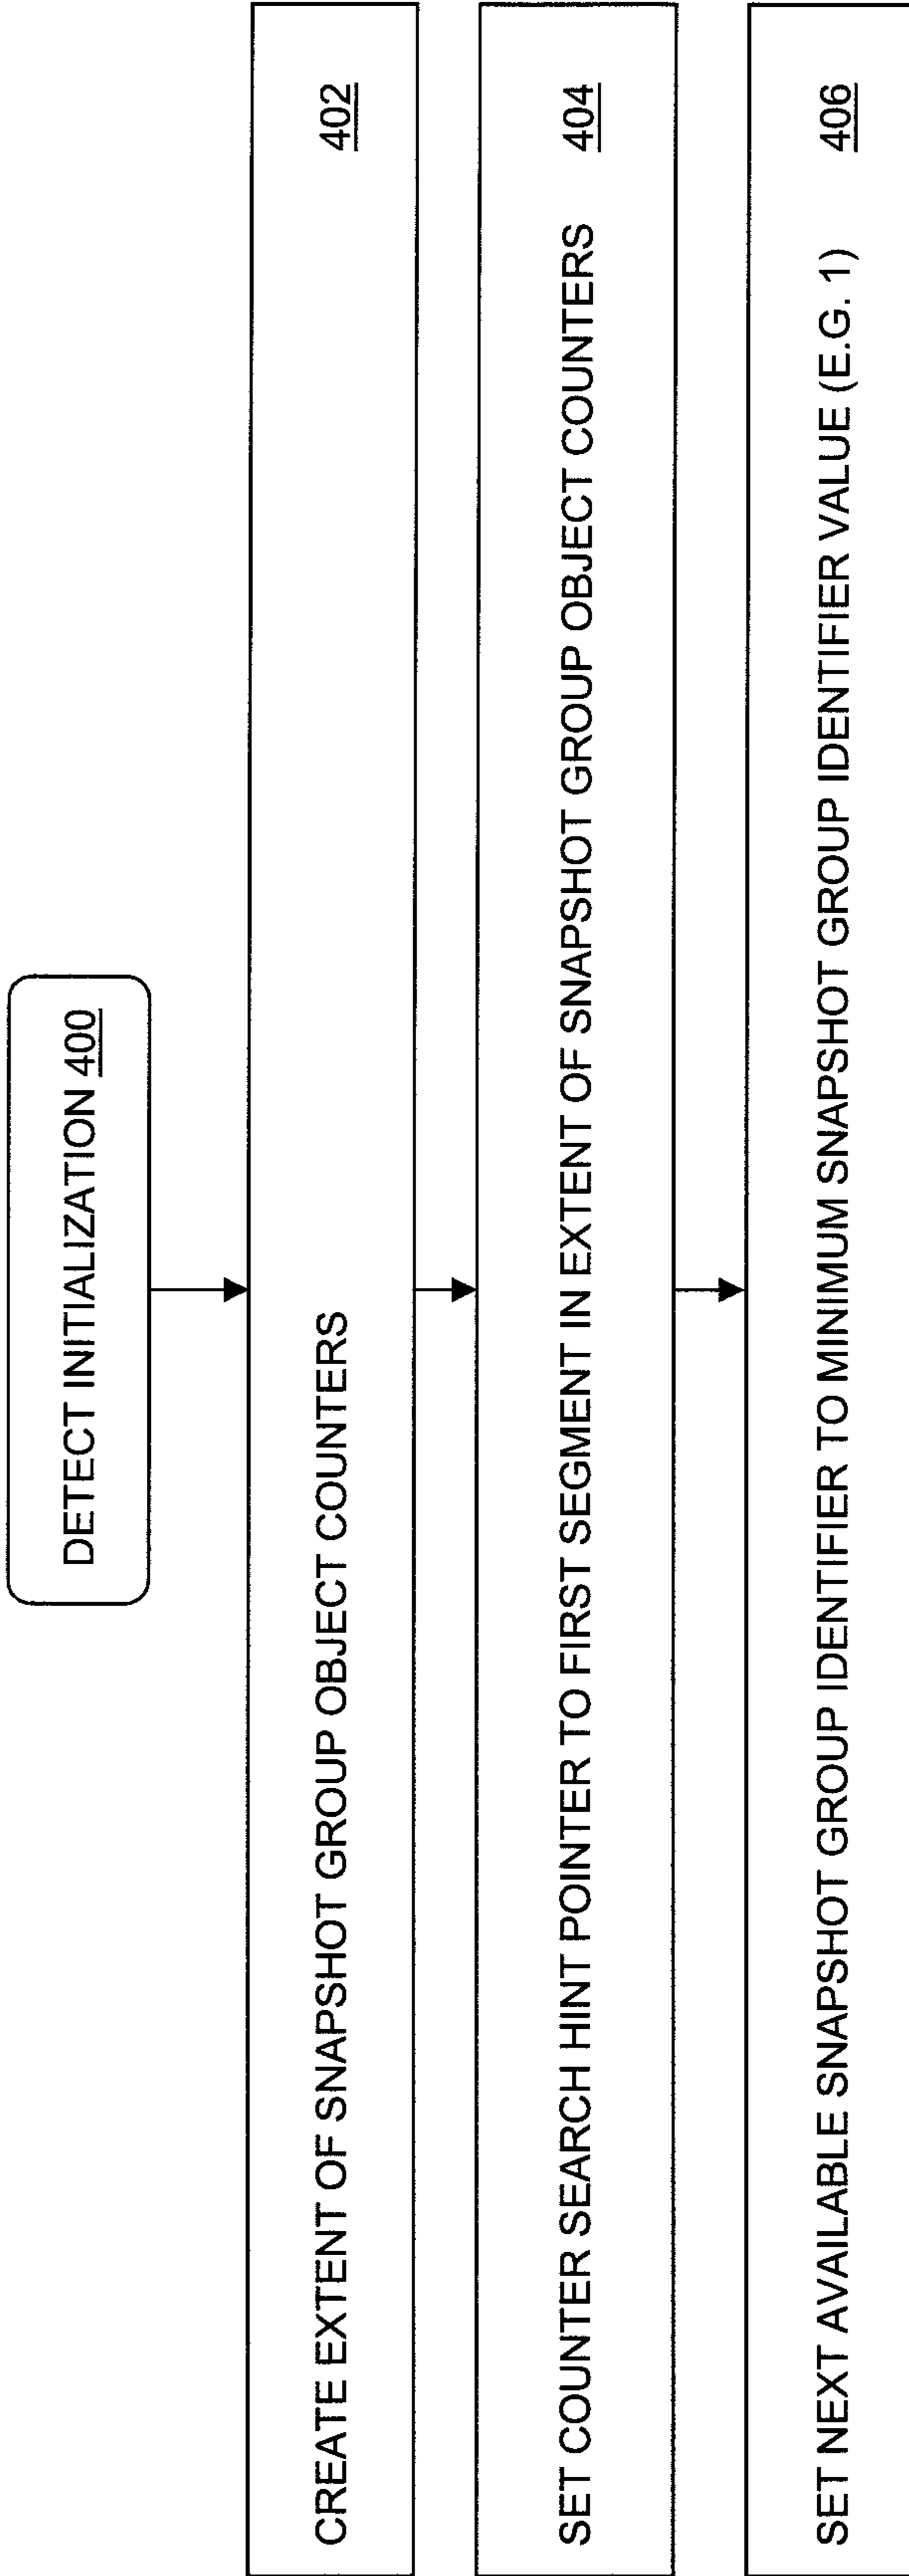 DETECT INITIALIZATION 400
CREATE EXTENT OF SNAPSHOT GROUP OBJECT COUNTERS 402
SET COUNTER SEARCH HINT POINTER TO FIRST SEGMENT IN EXTENT OF SNAPSHOT GROUP OBJECT COUNTERS 404
SET NEXT AVAILABLE SNAPSHOT GROUP IDENTIFIER TO MINIMUM SNAPSHOT GROUP IDENTIFIER VALUE (E.G. 1) 406